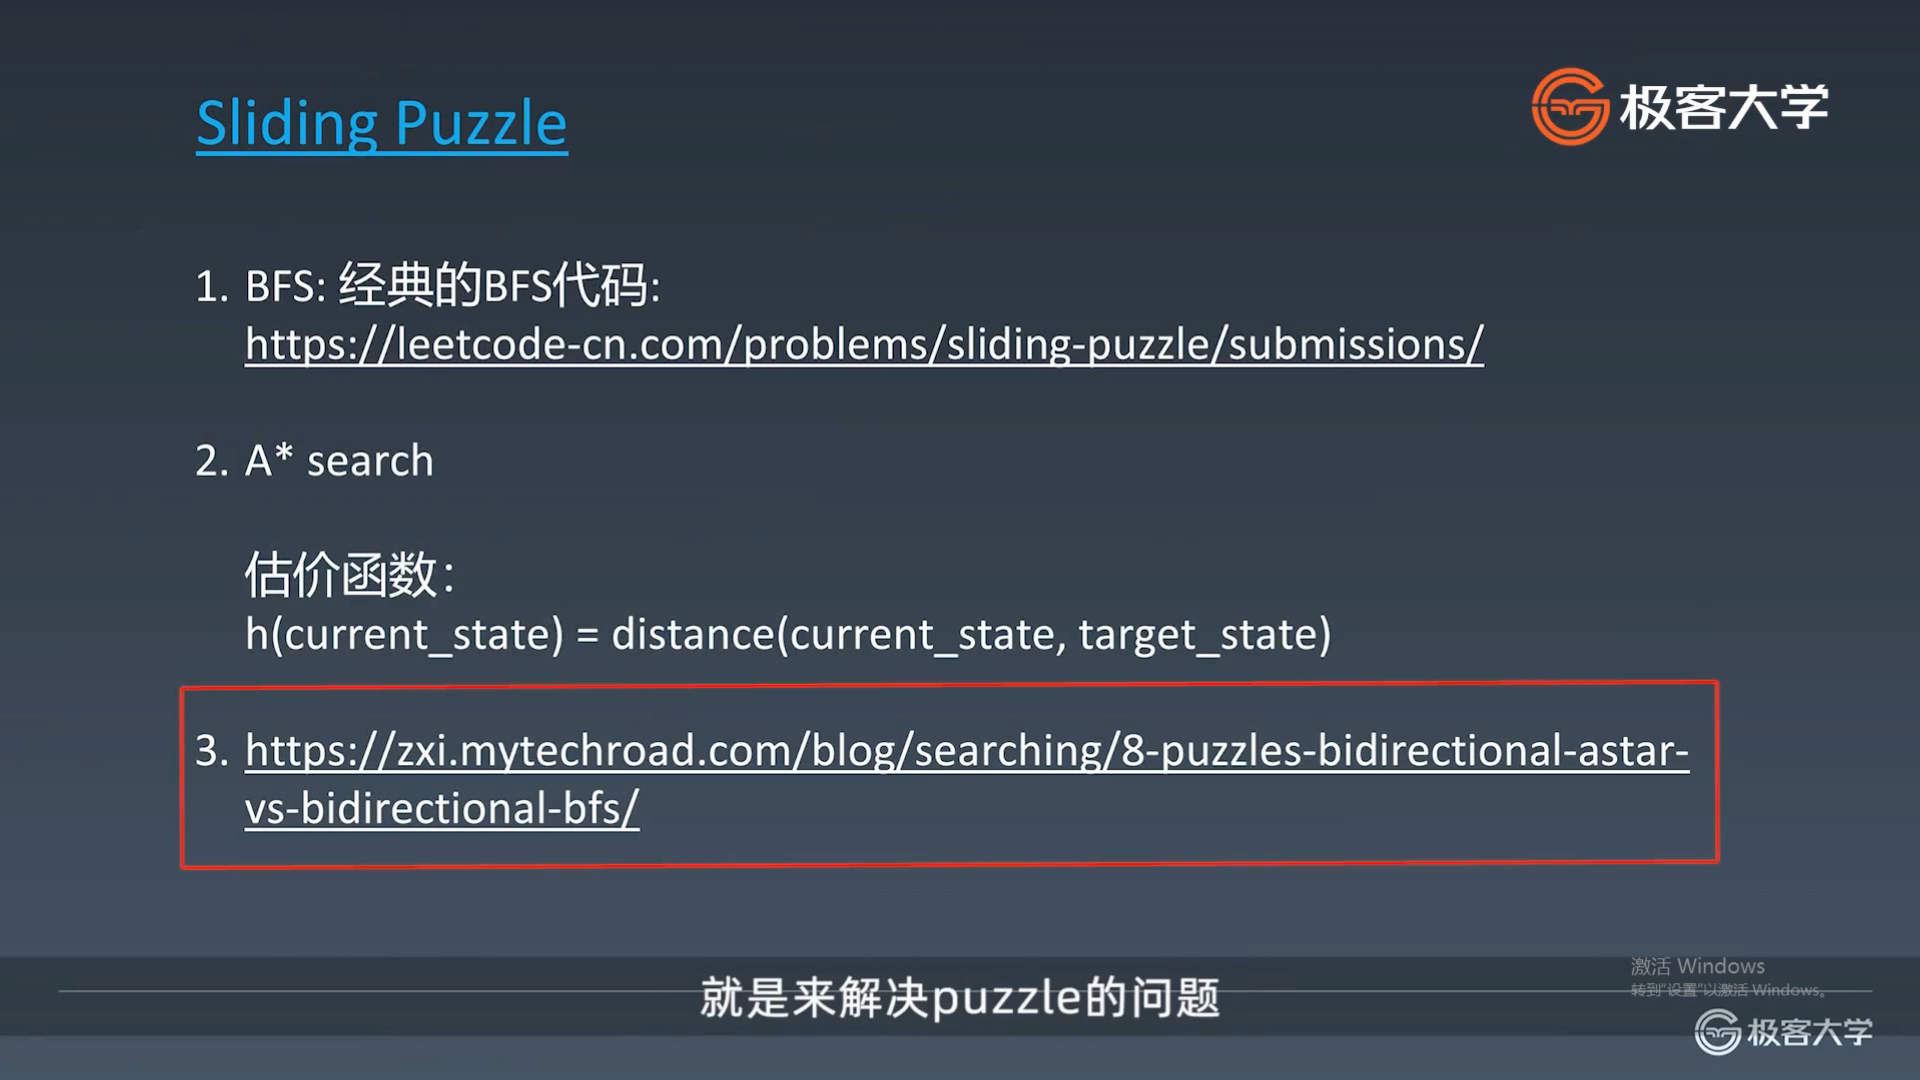 Sliding Puzzle
极客大学
1. BFS: 经典的BFS代码:
https://leetcode-cn.com/problems/sliding-puzzle/submissions/
2. A* search
估价函数：
h(current_state) = distance(current_state, target_state)
3. https://zxi.mytechroad.com/blog/searching/8-puzzles-bidirectional-astar-
vs-bidirectional-bfs/
就是来解决puzzle的问题
激活 Windows
转到“设置”以激活 Windows。
极客大学